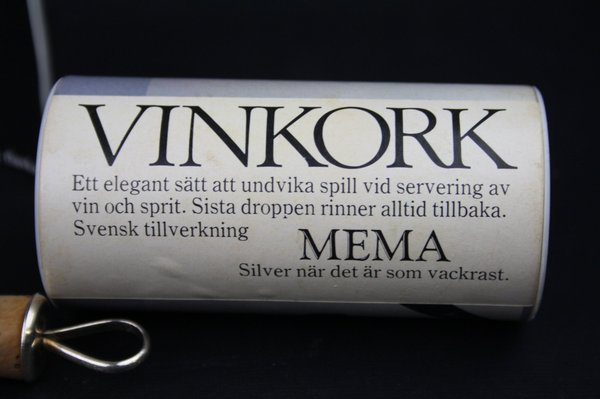 VINKORK
Ett elegant sätt att undvika spill vid servering av
vin och sprit. Sista droppen rinner alltid tillbaka.
Svensk tillverkning
MEMA
Silver när det är som vackrast.